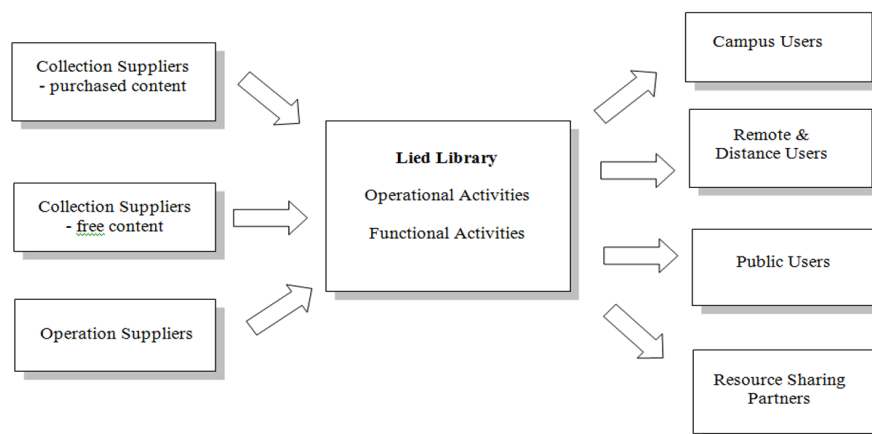 Collection Suppliers
- purchased content
Collection Suppliers
- free content
Operation Suppliers
Lied Library
Operational Activities
Functional Activities
Campus Users
Remote &
Distance Users
Public Users
Resource Sharing
Partners